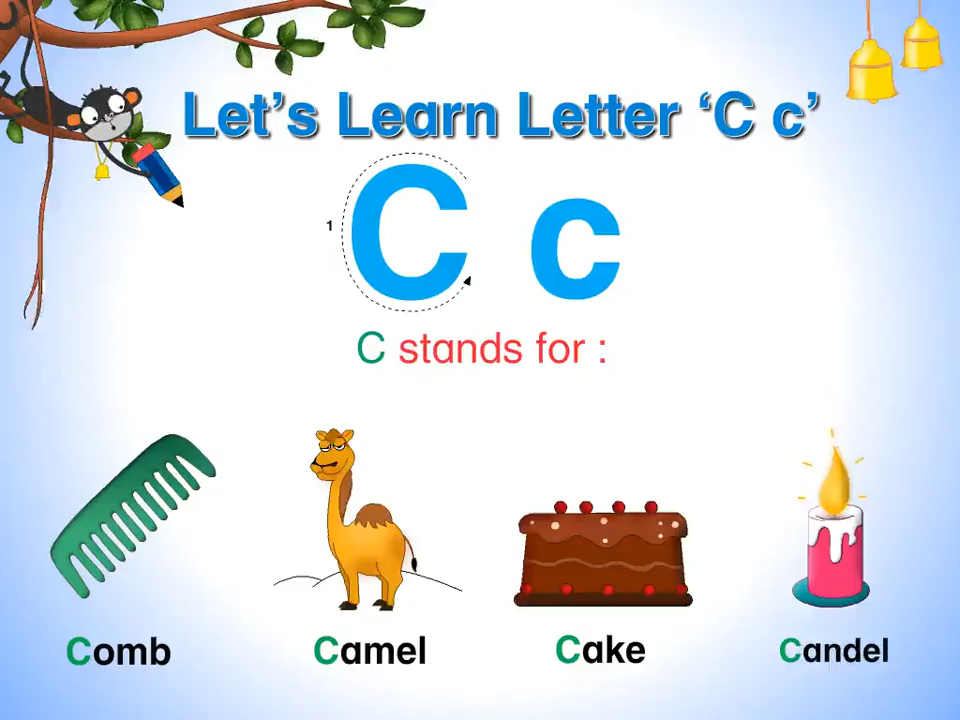 Let’s Learn Letter ‘C c’
1
C c
C stands for :
Comb Camel Cake Candel